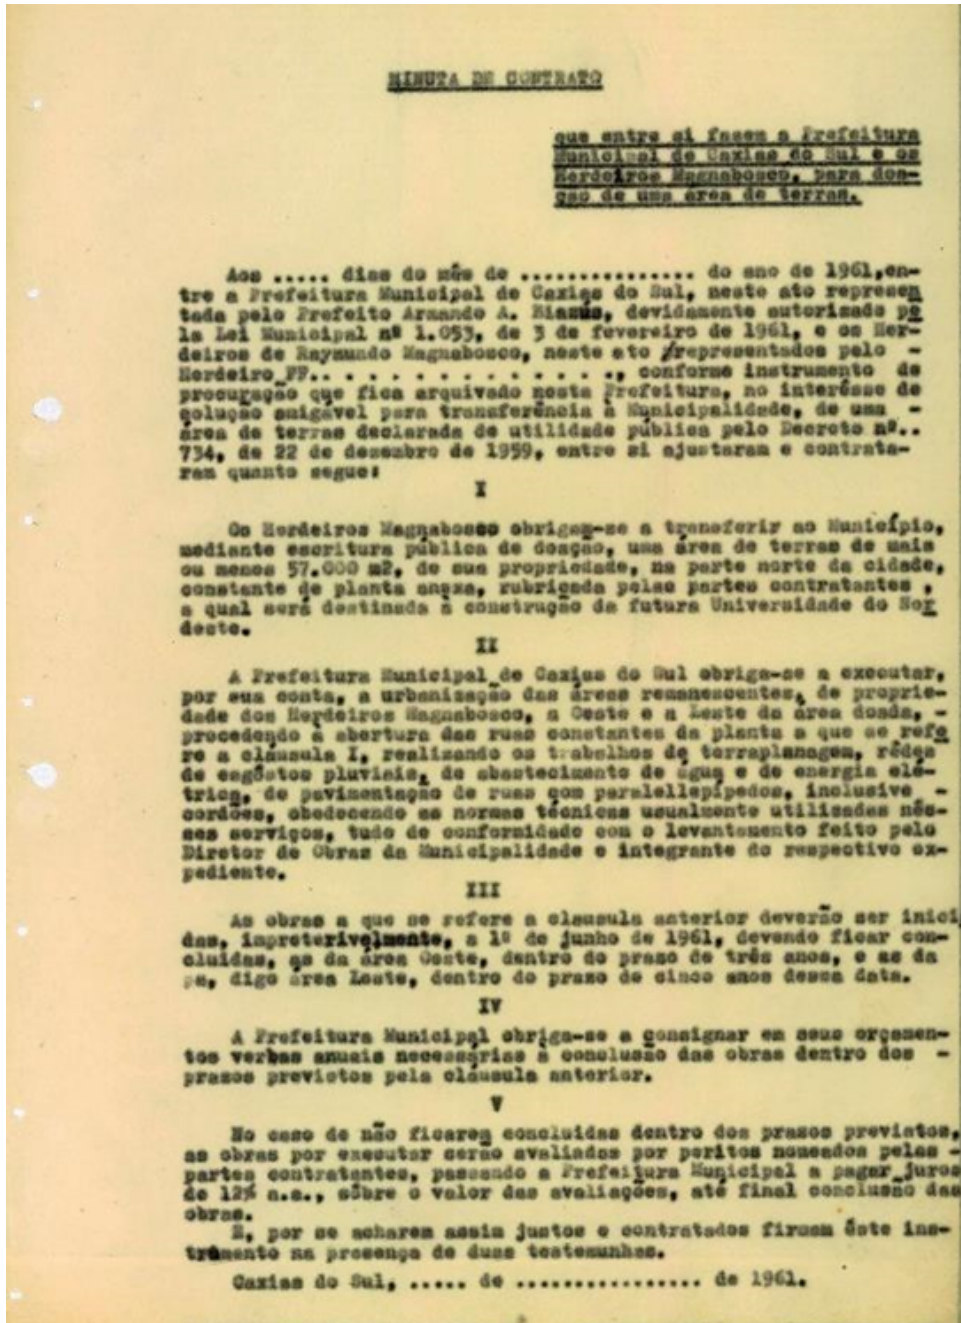 MINUTA DE CONTRATO
que entre si fazem a Prefeitura
Municipal de Caxias do Sul e os
Herdeiros Magnabosco, para doa-
ção de uma área de terras.
Aos ..... dias do mês de ............... do ano de 1961,en-
tre a Prefeitura Municipal de Caxias do Sul, neste ato represen
tada pelo Prefeito Armando A. Biazús, devidamente autorizado pe
la Lei Municipal nº 1.053, de 3 de fevereiro de 1961, e os Her-
deiros de Raymundo Magnabosco, neste ato /representados pelo -
Herdeiro FF.. . . . . . . . . . . . . ., conforme instrumento de
procuração que fica arquivado nesta Prefeitura, no interêsse de
solução amigável para transferência à Municipalidade, de uma -
área de terras declarada de utilidade pública pelo Decreto nº..
734, de 22 de dezembro de 1959, entre si ajustaram e contrata-
ram quanto segue:
I
Os Herdeiros Magnabosco obrigam-se a transferir ao Município,
mediante escritura pública de doação, uma área de terras de mais
ou menos 57.000 m2, de sua propriedade, na parte norte da cidade,
constante de planta anexa, rubricada pelas partes contratantes ,
a qual será destinada à construção da futura Universidade do Nor
deste.
II
A Prefeitura Municipal de Caxias do Sul obriga-se a executar,
por sua conta, a urbanização das áreas remanescentes, de proprie-
dade dos Herdeiros Magnabosco, a Oeste e a Leste da área doada, -
procedendo à abertura das ruas constantes da planta a que se refe
re a cláusula I, realizando os trabalhos de terraplanagem, rêdes
de esgôstos pluviais, de abastecimento de água e de energia elé-
trica, de pavimentação de ruas com paralellepípedos, inclusive -
cordões, obedecendo as normas técnicas usualmente utilizadas nês-
ses serviços, tudo de conformidade com o levantamento feito pelo
Diretor de Obras da Municipalidade e integrante do respectivo ex-
pediente.
III
As obras a que se refere a clausula anterior deverão ser inici
das, impreterivelmente, a 1º de junho de 1961, devendo ficar con-
cluidas, as da área Oeste, dentro do prazo de três anos, e as da
digo área Leste, dentro do prazo de cinco anos dessa data.
IV
A Prefeitura Municipal obriga-se a consignar em seus orçamen-
tos verbas anuais necessárias à conclusão das obras dentro dos -
prazos previstos pela cláusula anterior.
V
No caso de não ficarem concluidas dentro dos prazos previstos,
as obras por executar serão avaliadas por peritos nomeados pelas -
partes contratantes, passando a Prefeitura Municipal a pagar juros
de 12% a.a., sôbre o valor das avaliações, até final conclusão das
obras.
E, por se acharem assim justos e contratados firmam êste ins-
trumento na presença de duas testemunhas.
Caxias do Sul, ..... de ................ de 1961.